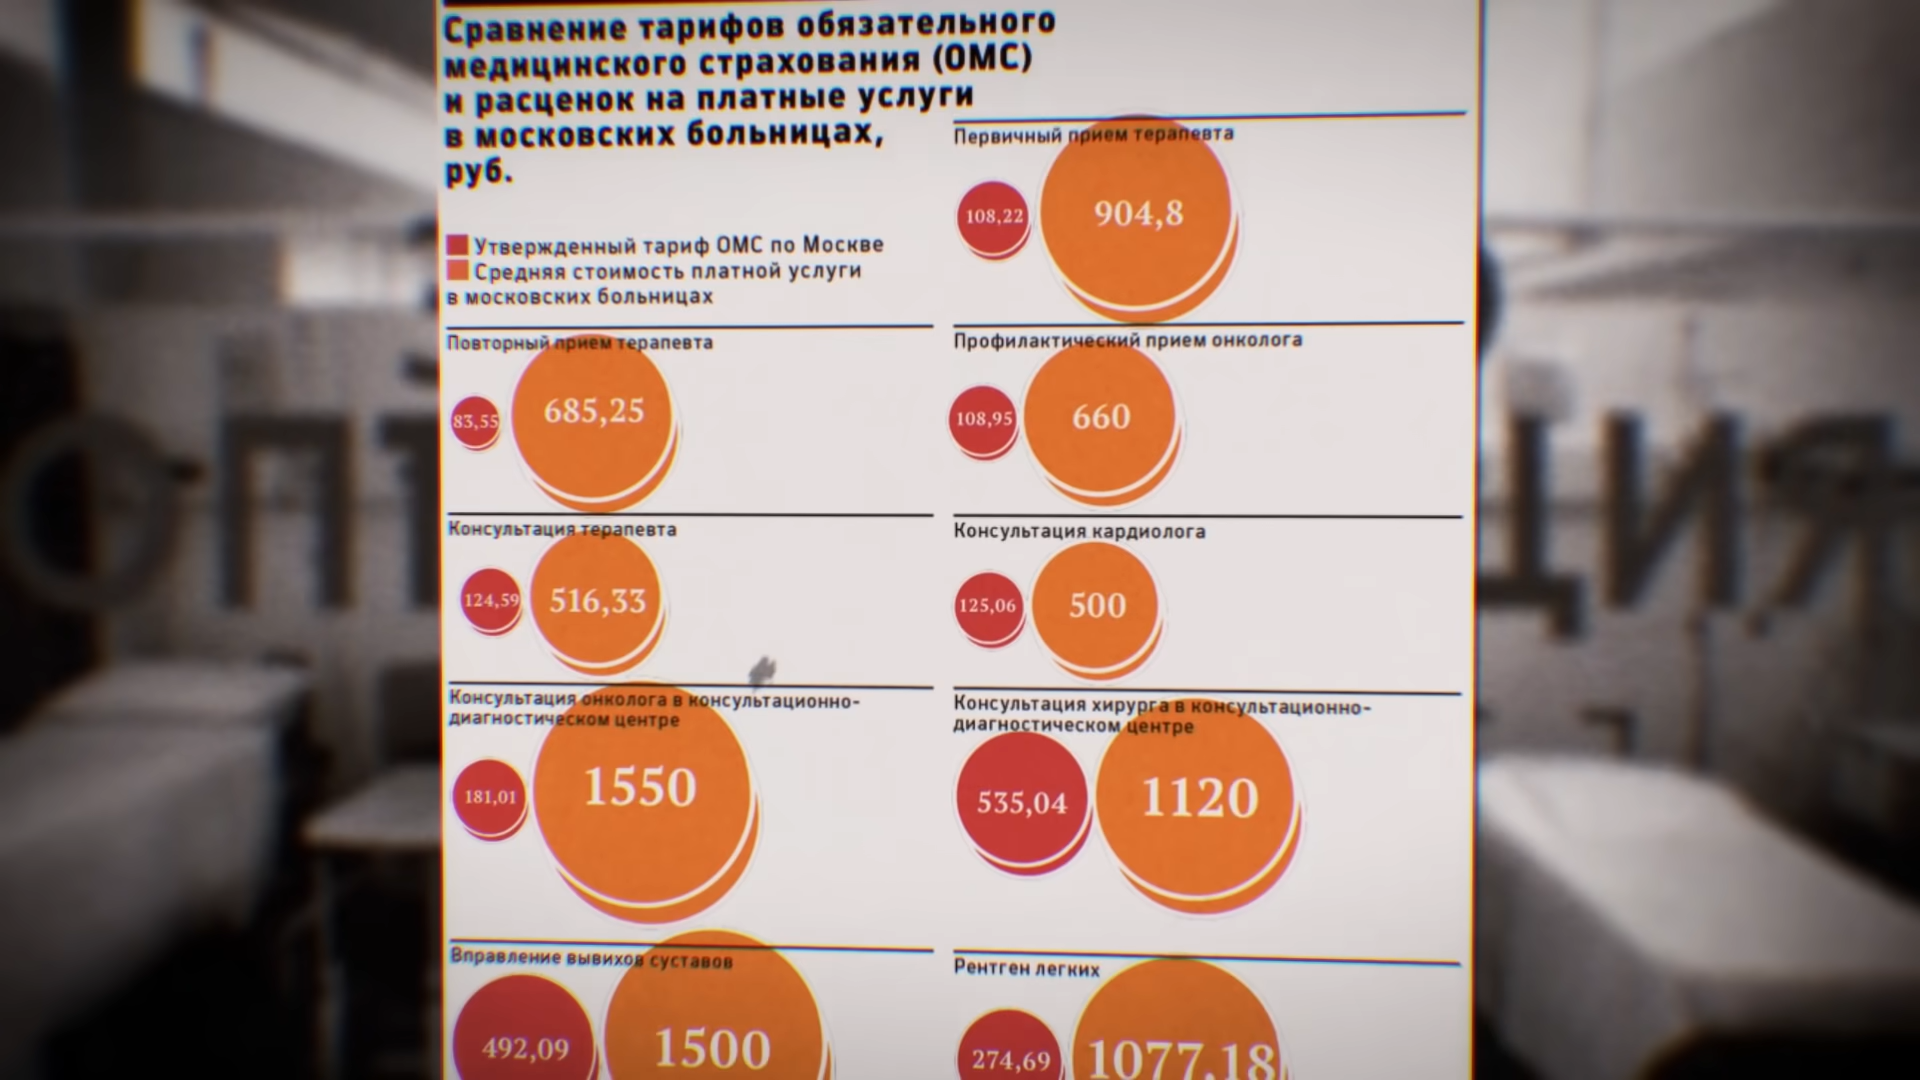 Сравнение тарифов обязательного
медицинского страхования (ОМС)
и расценок на платные услуги
в московских больницах,
руб.
Утвержденный тариф ОМС по Москве
Средняя стоимость платной услуги
в московских больницах
Первичный прием терапевта
108,22
904,8
Повторный прием терапевта
83,55
685,25
Профилактический прием онколога
108,95
660
Консультация терапевта
124,59
516,33
Консультация кардиолога
125,06
500
Консультация онколога в консультационно-
диагностическом центре
181,01
1550
Консультация хирурга в консультационно-
диагностическом центре
535,04
1120
Вправление вывихов суставов
492,09
1500
Рентген легких
274,69
1077,18